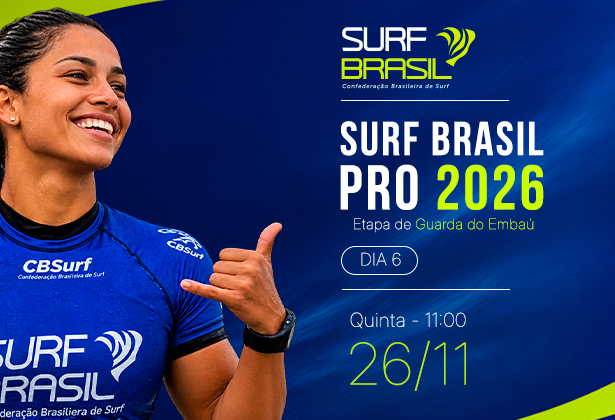 SURF
BRASIL
Confederação Brasileira de Surf
SURF BRASIL
PRO 2026
Etapa de Guarda do Embaú
DIA 6
Quinta - 11:00
26/11
CBSurf
Confederação Brasileira de Surf
SURF
BRASIL
Confederação Brasileira de Surf